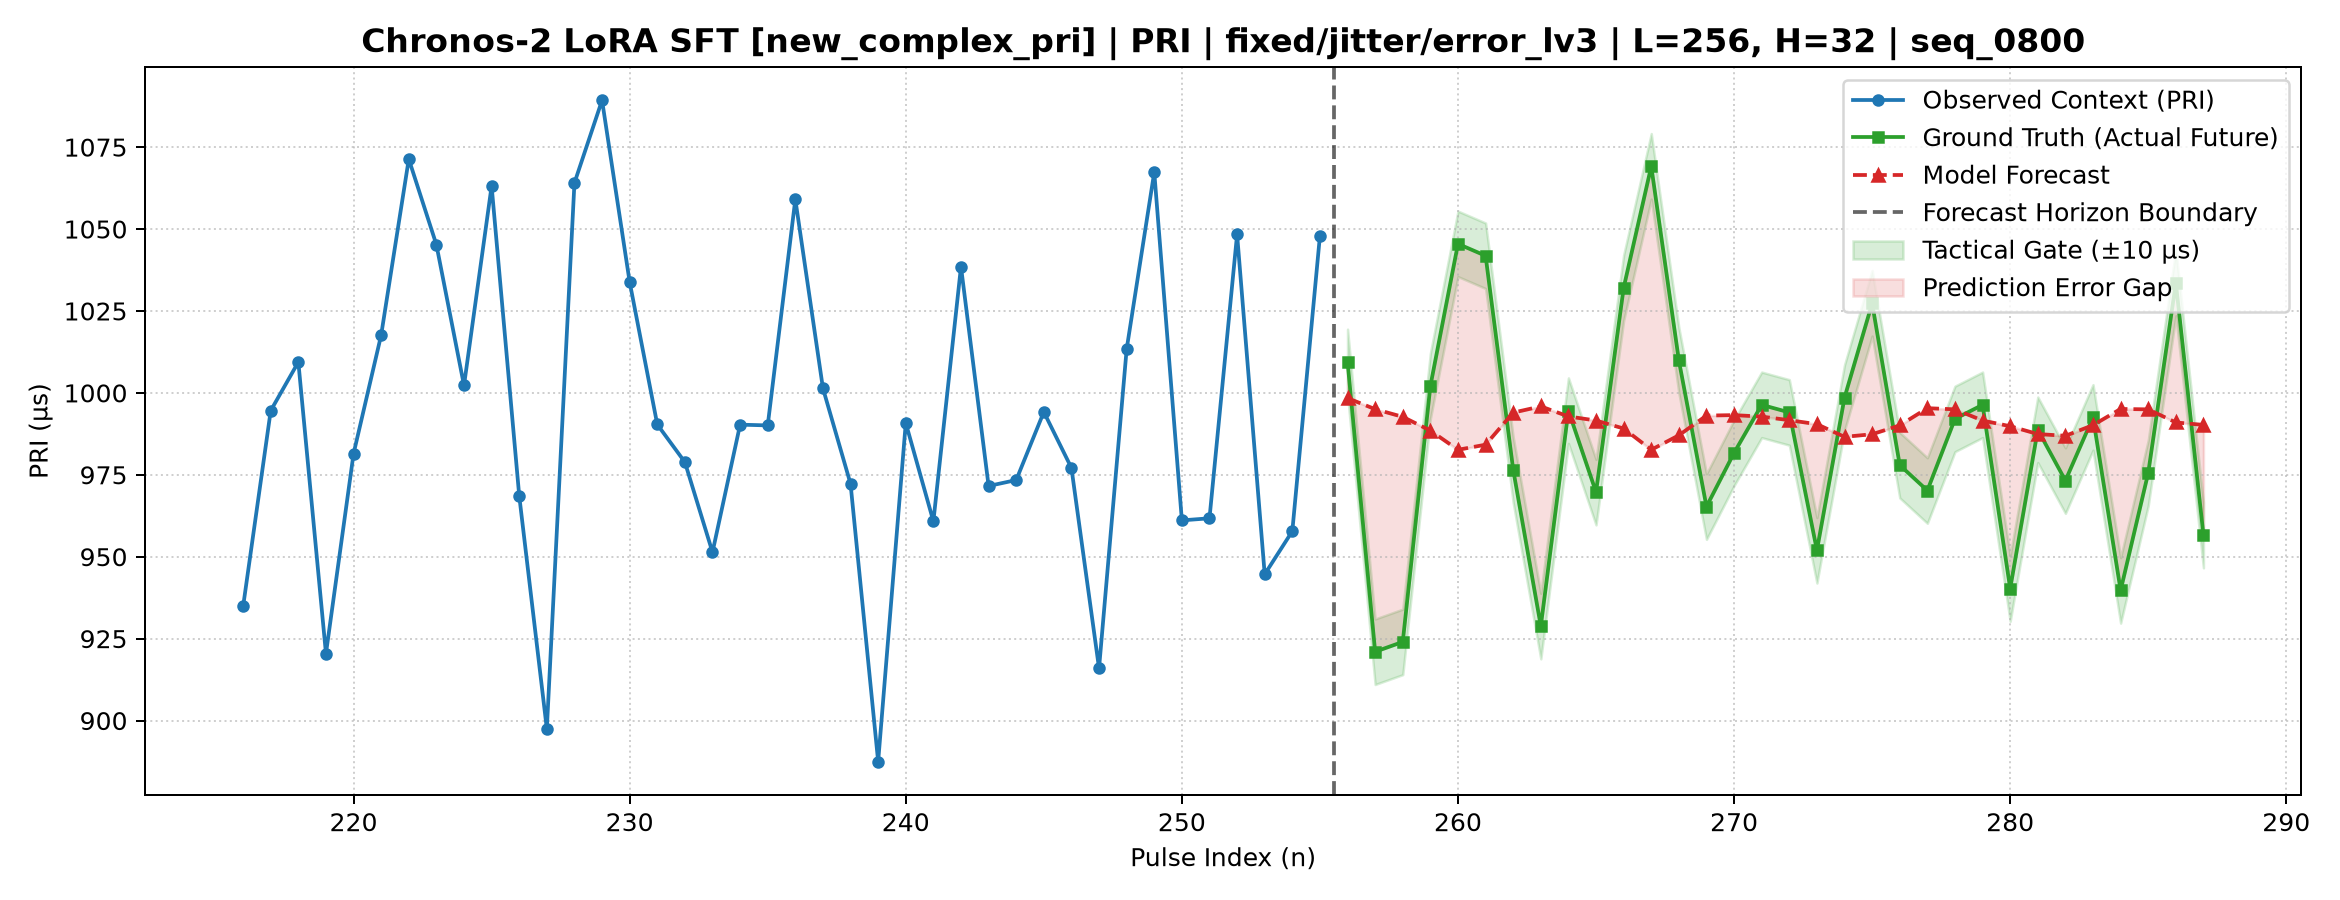 Chronos-2 LoRA SFT [new_complex_pri] | PRI | fixed/jitter/error_lv3 | L=256, H=32 | seq_0800
PRI (µs)
1075
1050
1025
1000
975
950
925
900
Observed Context (PRI)
Ground Truth (Actual Future)
Model Forecast
Forecast Horizon Boundary
Tactical Gate (±10 µs)
Prediction Error Gap
220
230
240
250
260
270
280
290
Pulse Index (n)